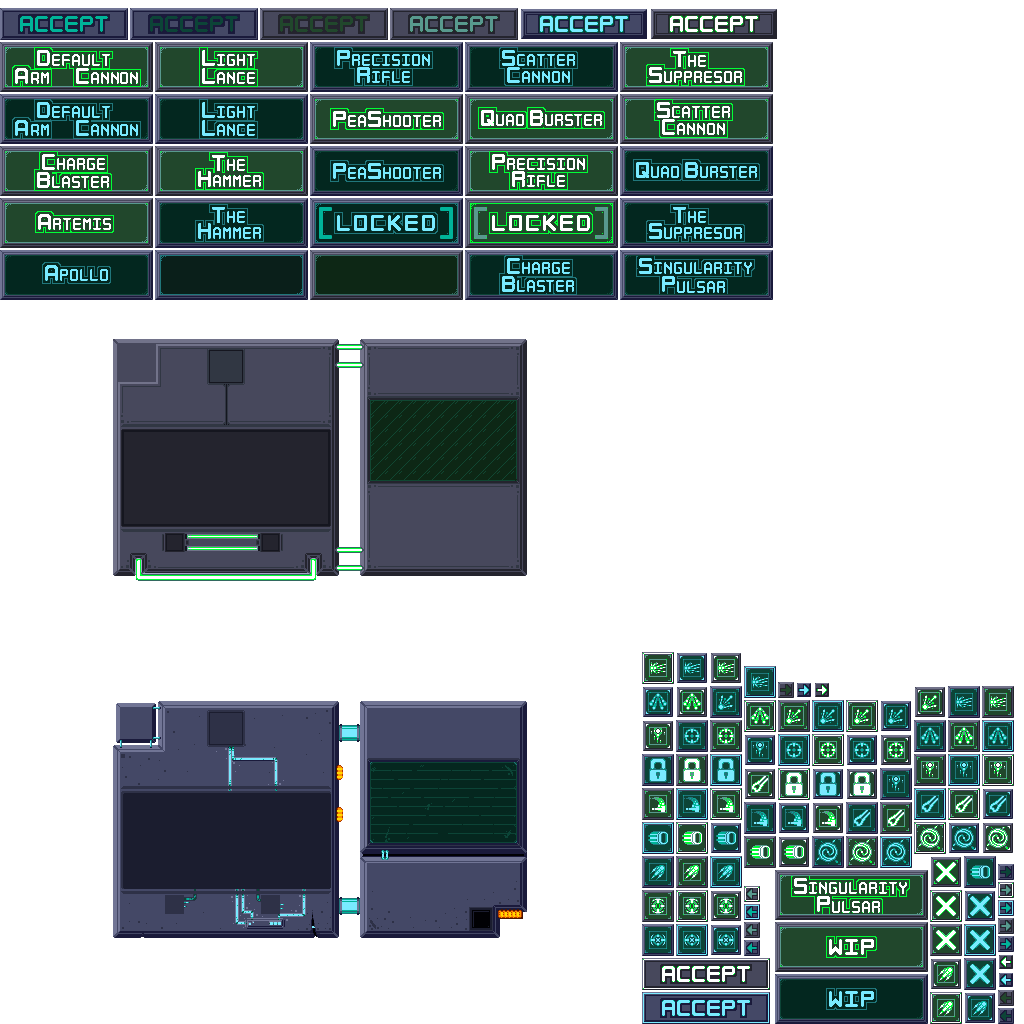 ACCEPT ACCEPT ACCEPT ACCEPT ACCEPT ACCEPT
DEFAULT ARM CANNON
LIGHT LANCE
PRECISION RIFLE
SCATTER CANNON
THE SUPPRESOR
DEFAULT ARM CANNON
LIGHT LANCE
PEASHOOTER
QUAD BURSTER
SCATTER CANNON
CHARGE BLASTER
THE HAMMER
PEASHOOTER
PRECISION RIFLE
QUAD BURSTER
ARTEMIS
THE HAMMER
[LOCKED]
[LOCKED]
THE SUPPRESOR
APOLLO
CHARGE BLASTER
SINGULARITY PULSAR
SINGULARITY PULSAR
WIP
ACCEPT
WIP
ACCEPT